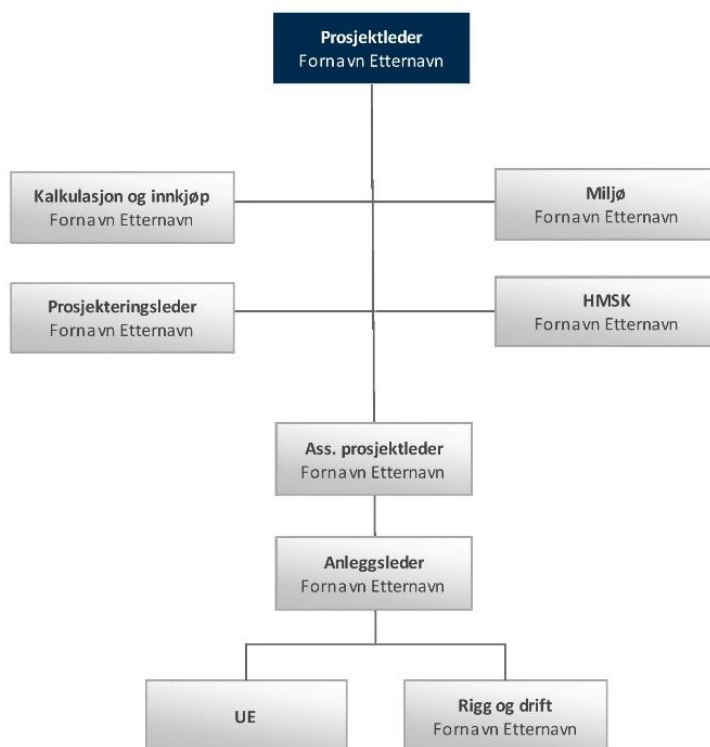 Prosjektleder
Fornavn Etternavn
Kalkulasjon og innkjøp
Fornavn Etternavn
Miljø
Fornavn Etternavn
Prosjekteringsleder
Fornavn Etternavn
HMSK
Fornavn Etternavn
Ass. prosjektleder
Fornavn Etternavn
Anleggsleder
Fornavn Etternavn
UE
Rigg og drift
Fornavn Etternavn